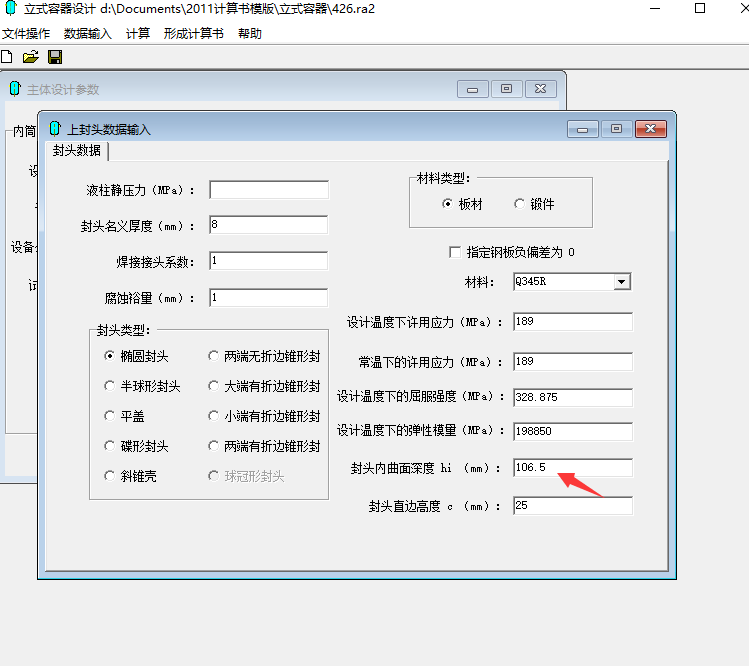 立式容器设计 d:\Documents\2011计算书模版\立式容器\426.ra2
文件操作 数据输入 计算 形成计算书 帮助
主体设计参数
内筒
设备
上封头数据输入
封头数据
液柱静压力（MPa）：
封头名义厚度（mm）： 8
焊接接头系数： 1
腐蚀裕量（mm）： 1
封头类型：
椭圆封头 两端无折边锥形封
半球形封头 大端有折边锥形封
平盖 小端有折边锥形封
碟形封头 两端有折边锥形封
斜锥壳 球冠形封头
材料类型：
板材 锻件
指定钢板负偏差为 0
材料： Q345R
设计温度下许用应力（MPa）： 189
常温下的许用应力（MPa）： 189
设计温度下的屈服强度（MPa）： 328.875
设计温度下的弹性模量（MPa）： 198850
封头内曲面深度 hi （mm）： 106.5
封头直边高度 c （mm）： 25